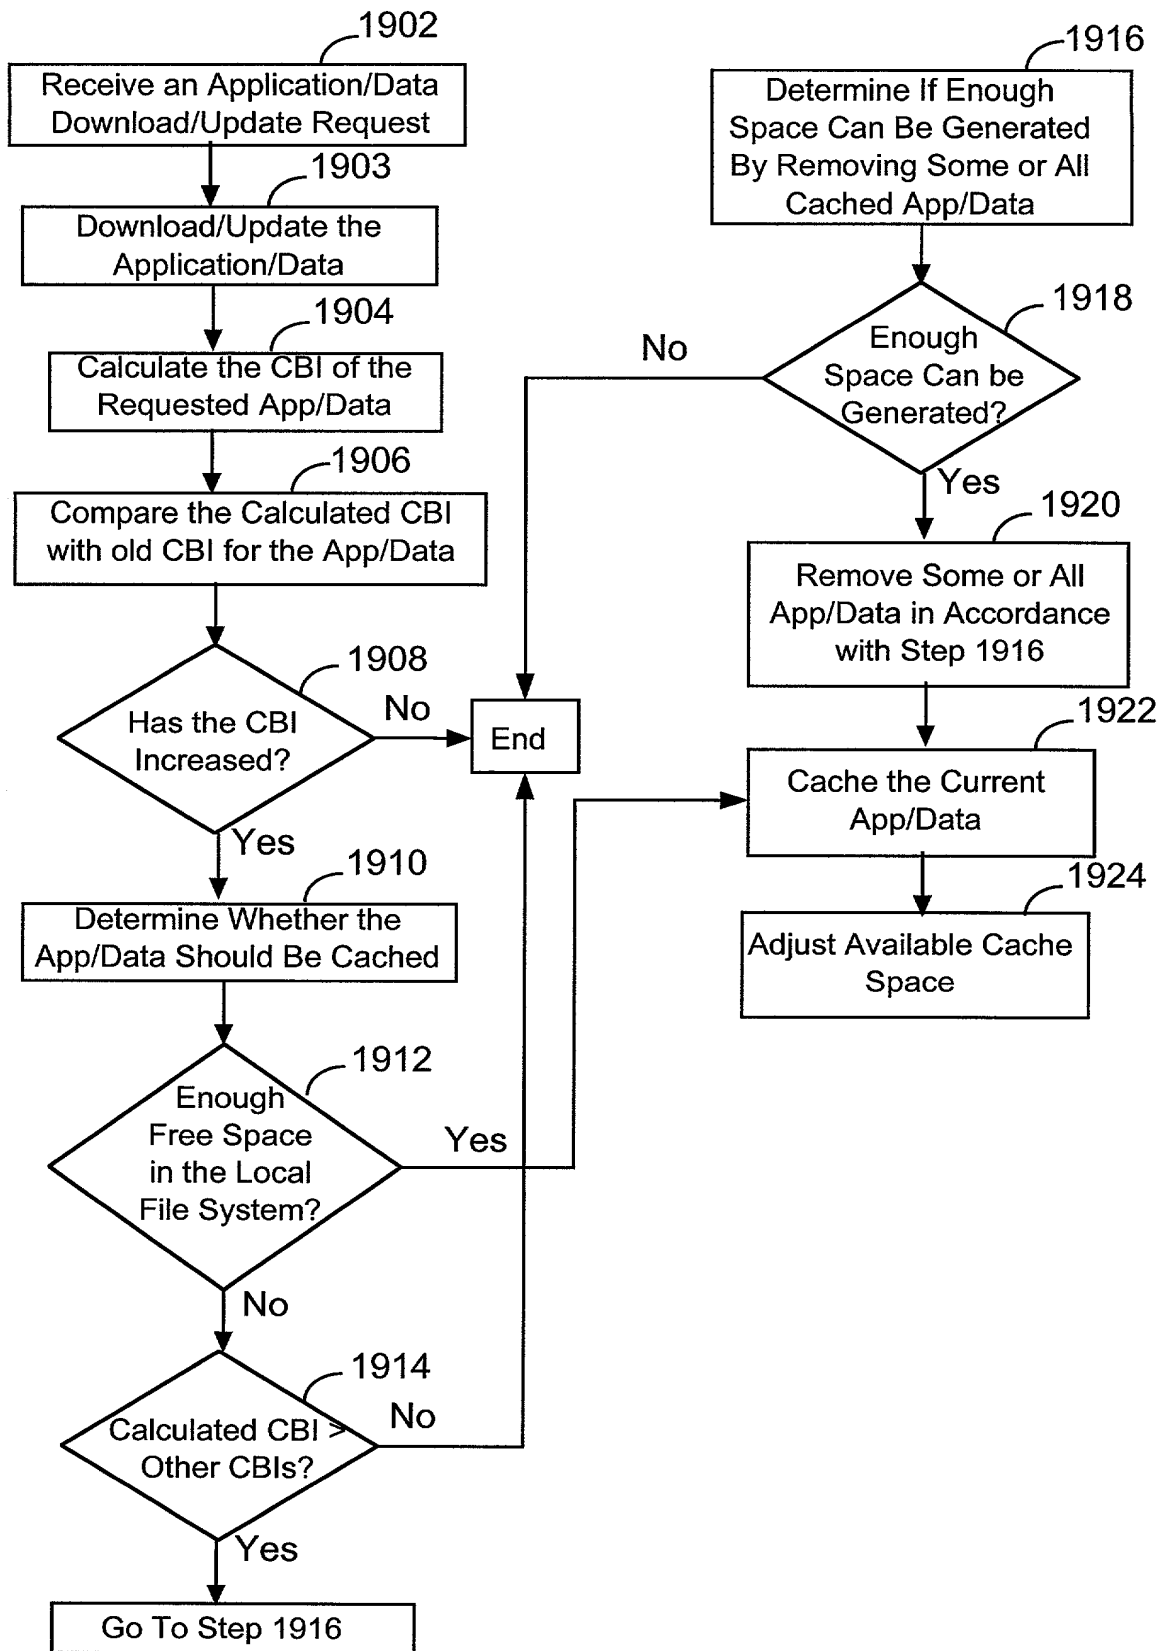 1902
Receive an Application/Data
Download/Update Request
1903
Download/Update the
Application/Data
1904
Calculate the CBI of the
Requested App/Data
1906
Compare the Calculated CBI
with old CBI for the App/Data
1908
Has the CBI
Increased?
No
End
Yes
1910
Determine Whether the
App/Data Should Be Cached
1912
Enough
Free Space
in the Local
File System?
Yes
No
1914
Calculated CBI >
Other CBIs?
No
Yes
Go To Step 1916
1916
Determine If Enough
Space Can Be Generated
By Removing Some or All
Cached App/Data
1918
Enough
Space Can be
Generated?
No
Yes
1920
Remove Some or All
App/Data in Accordance
with Step 1916
1922
Cache the Current
App/Data
1924
Adjust Available Cache
Space